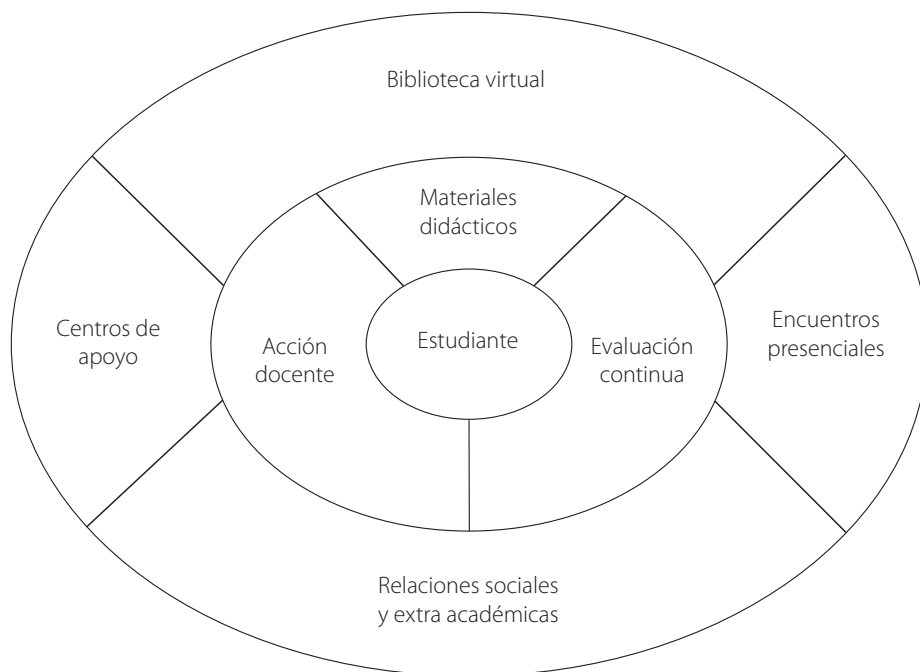 Biblioteca virtual
Materiales
didácticos
Centros de
apoyo
Acción
docente
Estudiante
Evaluación
continua
Encuentros
presenciales
Relaciones sociales
y extra académicas